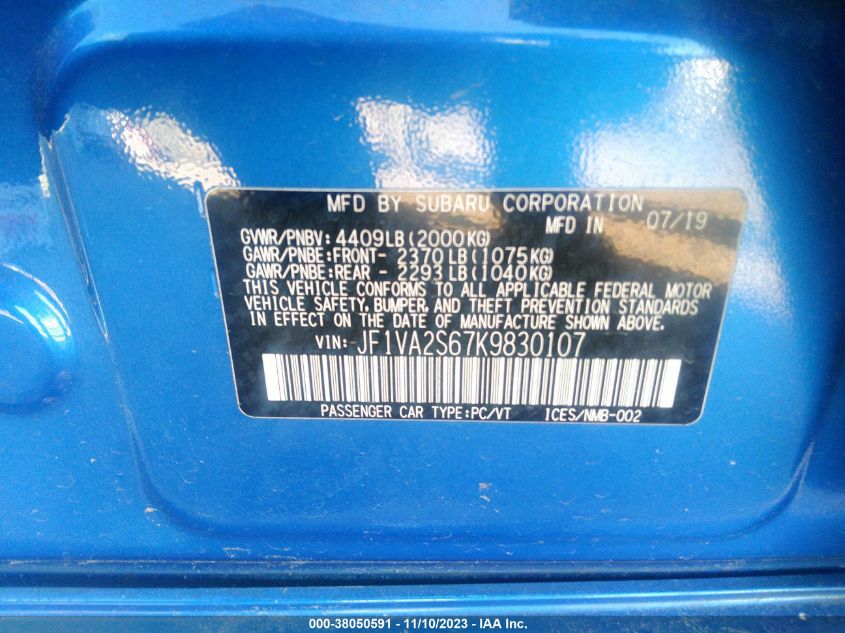 MFD BY SUBARU CORPORATION
MFD IN 07/19
GVWR/PNBV: 4409LB(2000KG)
GAWR/PNBE:FRONT- 2370LB(1075KG)
GAWR/PNBE:REAR - 2293LB(1040KG)
THIS VEHICLE CONFORMS TO ALL APPLICABLE FEDERAL MOTOR
VEHICLE SAFETY, BUMPER, AND THEFT PREVENTION STANDARDS
IN EFFECT ON THE DATE OF MANUFACTURE SHOWN ABOVE.
VIN: JF1VA2S67K9830107
PASSENGER CAR TYPE:PC/VT ICES/NMB-002
000-38050591 - 11/10/2023 - IAA Inc.